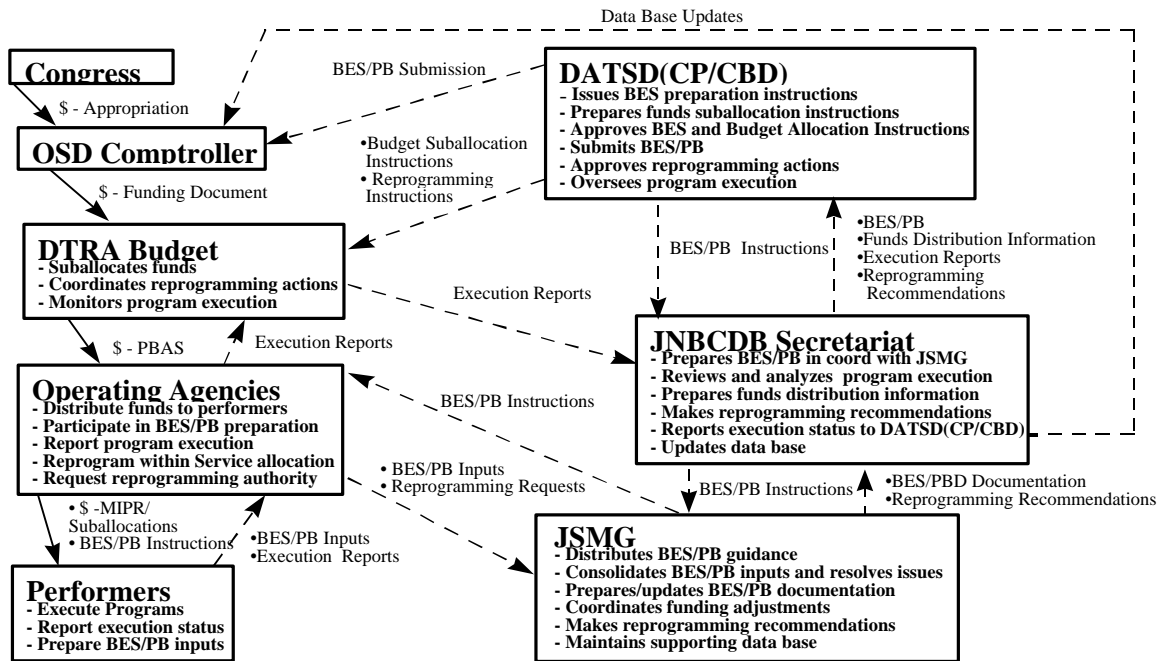 Data Base Updates
Congress
$ - Appropriation
OSD Comptroller
$ - Funding Document
BES/PB Submission
•Budget Suballocation
Instructions
• Reprogramming
Instructions
DATSD(CP/CBD)
- Issues BES preparation instructions
- Prepares funds suballocation instructions
- Approves BES and Budget Allocation Instructions
- Submits BES/PB
- Approves reprogramming actions
- Oversees program execution
DTRA Budget
- Suballocates funds
- Coordinates reprogramming actions
- Monitors program execution
BES/PB Instructions
•BES/PB
•Funds Distribution Information
•Execution Reports
•Reprogramming
Recommendations
Execution Reports
$ - PBAS
Execution Reports
JNBCDB Secretariat
- Prepares BES/PB in coord with JSMG
- Reviews and analyzes program execution
- Prepares funds distribution information
- Makes reprogramming recommendations
- Reports execution status to DATSD(CP/CBD)
- Updates data base
Operating Agencies
- Distribute funds to performers
- Participate in BES/PB preparation
- Report program execution
- Reprogram within Service allocation
- Request reprogramming authority
BES/PB Instructions
• BES/PB Inputs
• Reprogramming Requests
BES/PB Instructions
•BES/PBD Documentation
•Reprogramming Recommendations
• $ -MIPR/
Suballocations
• BES/PB Instructions
•BES/PB Inputs
•Execution Reports
JSMG
- Distributes BES/PB guidance
- Consolidates BES/PB inputs and resolves issues
- Prepares/updates BES/PB documentation
- Coordinates funding adjustments
- Makes reprogramming recommendations
- Maintains supporting data base
Performers
- Execute Programs
- Report execution status
- Prepare BES/PB inputs